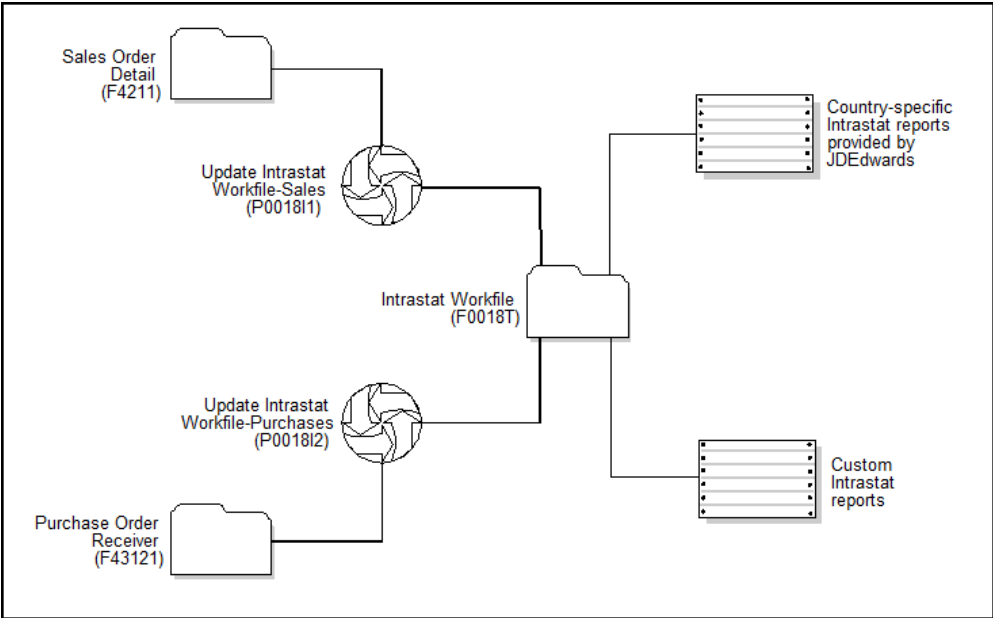 Sales Order
Detail
(F4211)
Update Intrastat
Workfile-Sales
(P0018I1)
Country-specific
Intrastat reports
provided by
JDEdwards
Intrastat Workfile
(F0018T)
Update Intrastat
Workfile-Purchases
(P0018I2)
Custom
Intrastat
reports
Purchase Order
Receiver
(F43121)